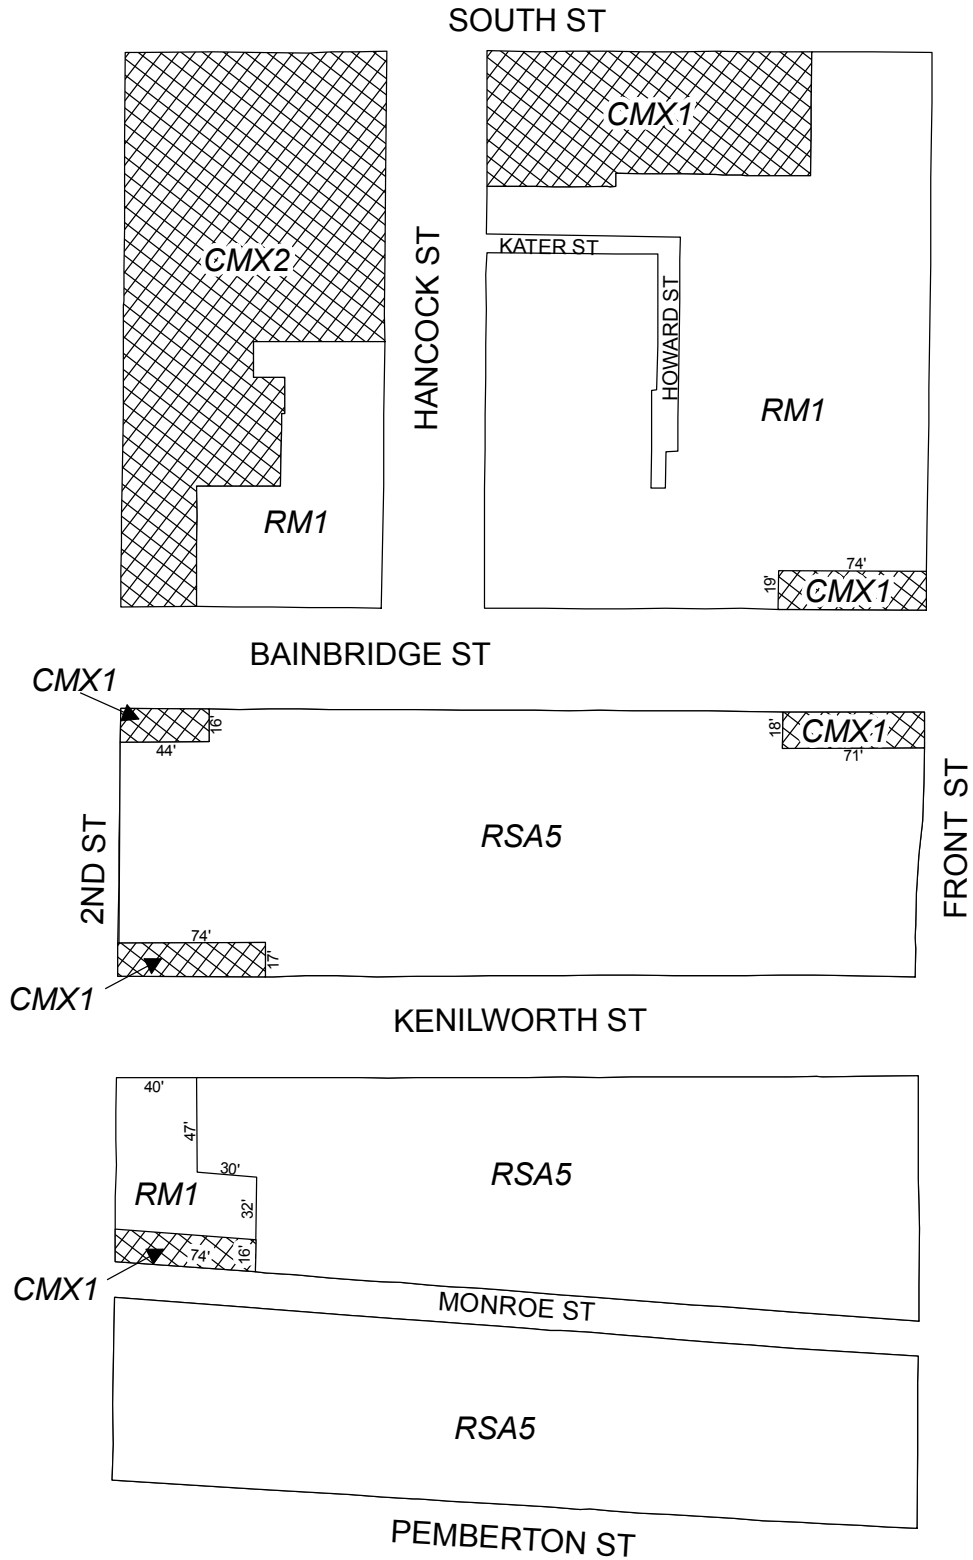 SOUTH ST
CMX1
CMX2
HANCOCK ST
KATER ST
HOWARD ST
RM1
RM1
74'
19'
CMX1
BAINBRIDGE ST
CMX1
16'
44'
18'
CMX1
71'
2ND ST
RSA5
FRONT ST
74'
17'
CMX1
KENILWORTH ST
40'
47'
30'
RM1
32'
RSA5
74'
16'
CMX1
MONROE ST
RSA5
PEMBERTON ST